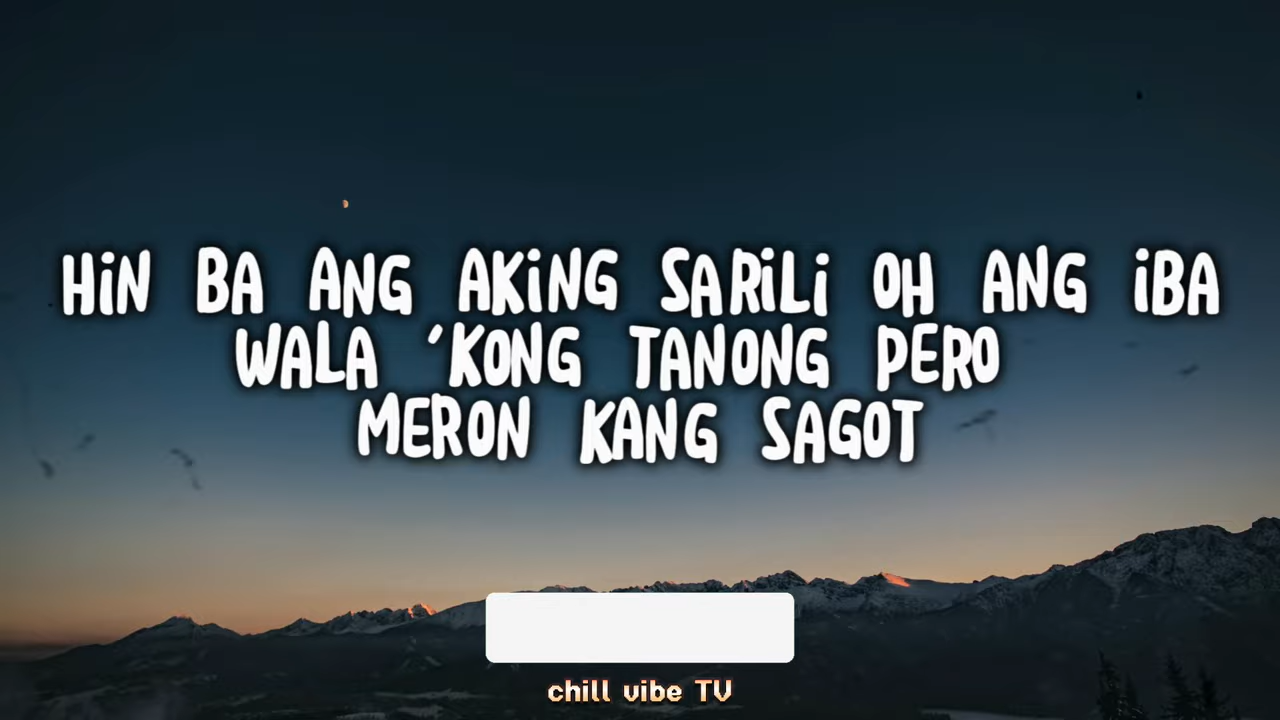 HiN BA ANG AKiNG SARiLi OH ANG iBA
WALA 'KONG TANONG PERO
MERON KANG SAGOT
chill vibe TV